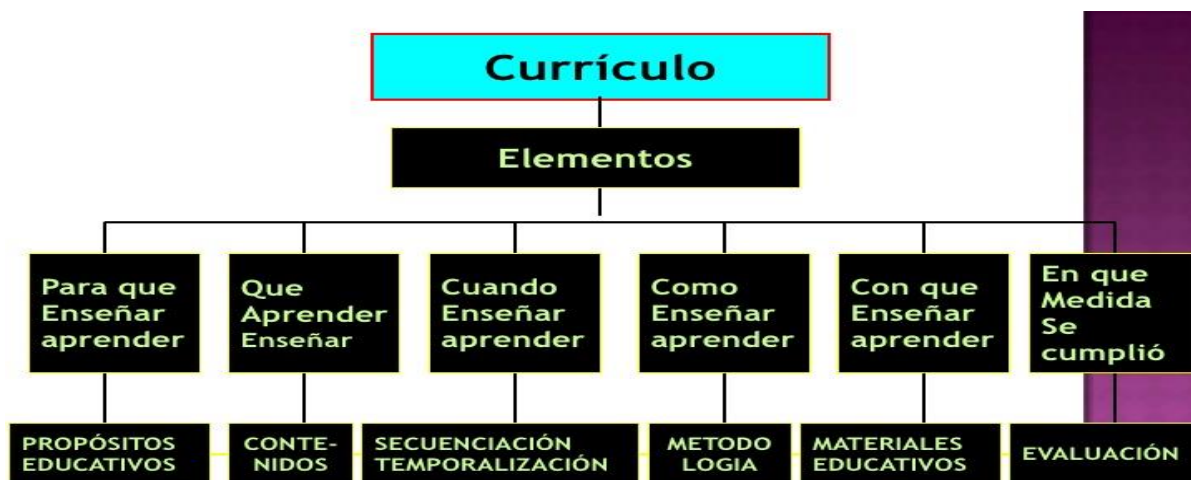 Currículo
Elementos
Para que
Enseñar
aprender
Que
Aprender
Enseñar
Cuando
Enseñar
aprender
Como
Enseñar
aprender
Con que
Enseñar
aprender
En que
Medida
Se
cumplió
PROPÓSITOS
EDUCATIVOS
CONTE-
NIDOS
SECUENCIACIÓN
TEMPORALIZACIÓN
METODO
LOGIA
MATERIALES
EDUCATIVOS
EVALUACIÓN